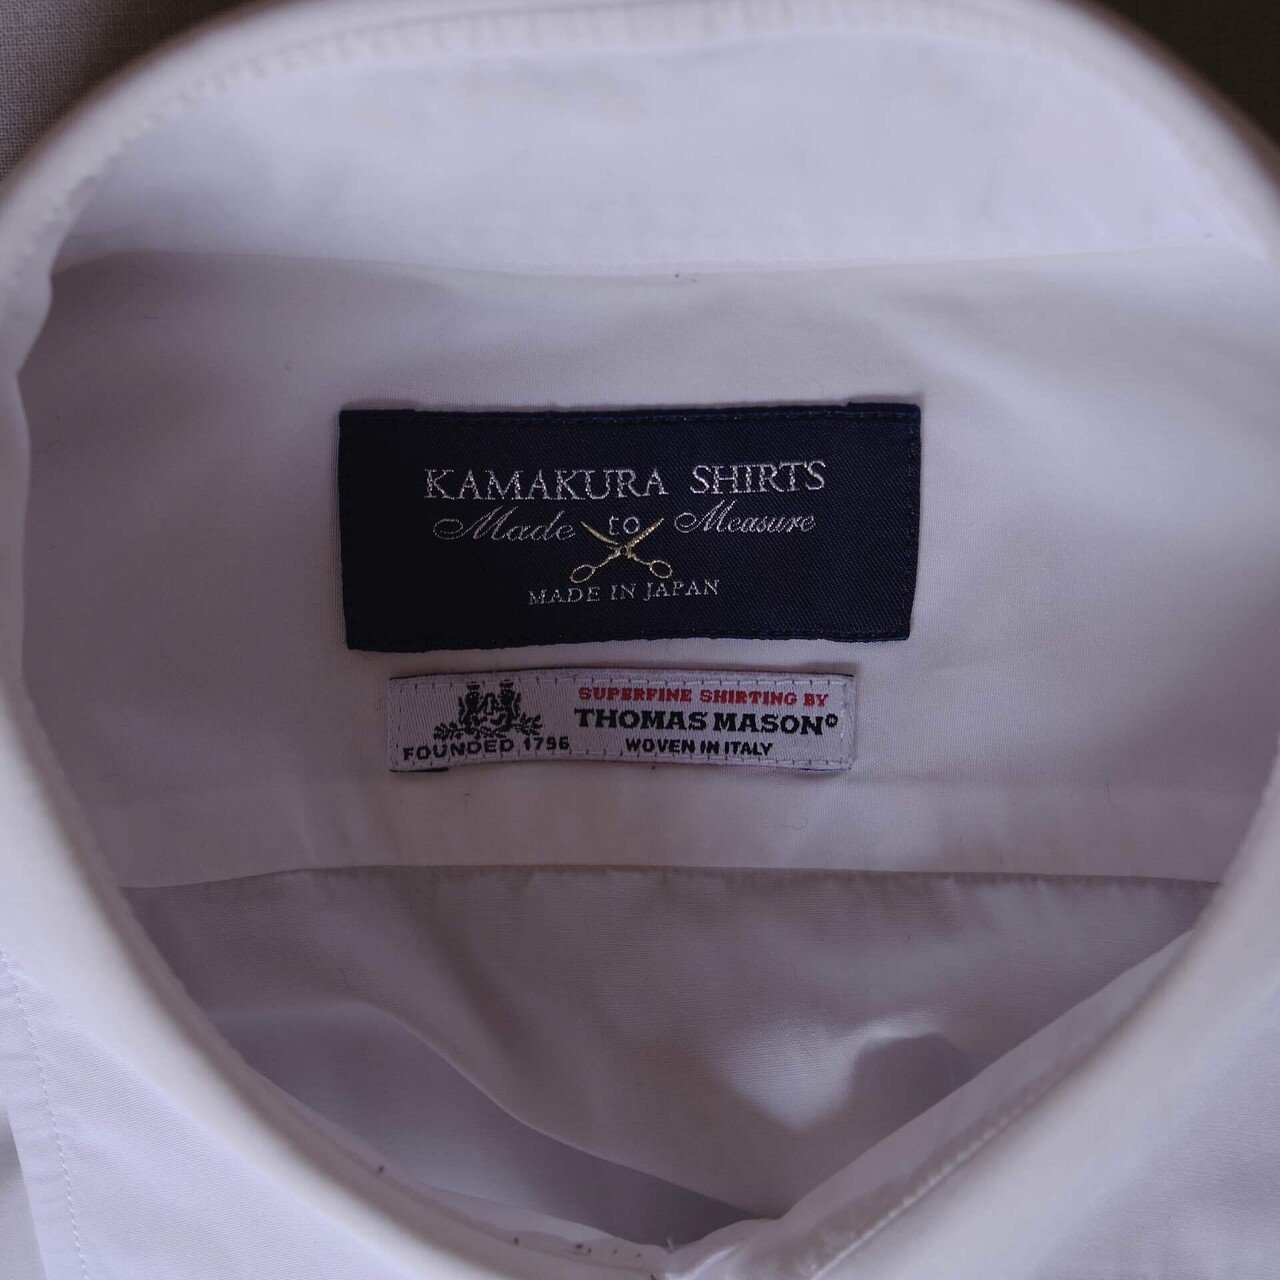 KAMAKURA SHIRTS
Made to Measure
MADE IN JAPAN
SUPERFINE SHIRTING BY
THOMAS MASON®
FOUNDED 1796
WOVEN IN ITALY